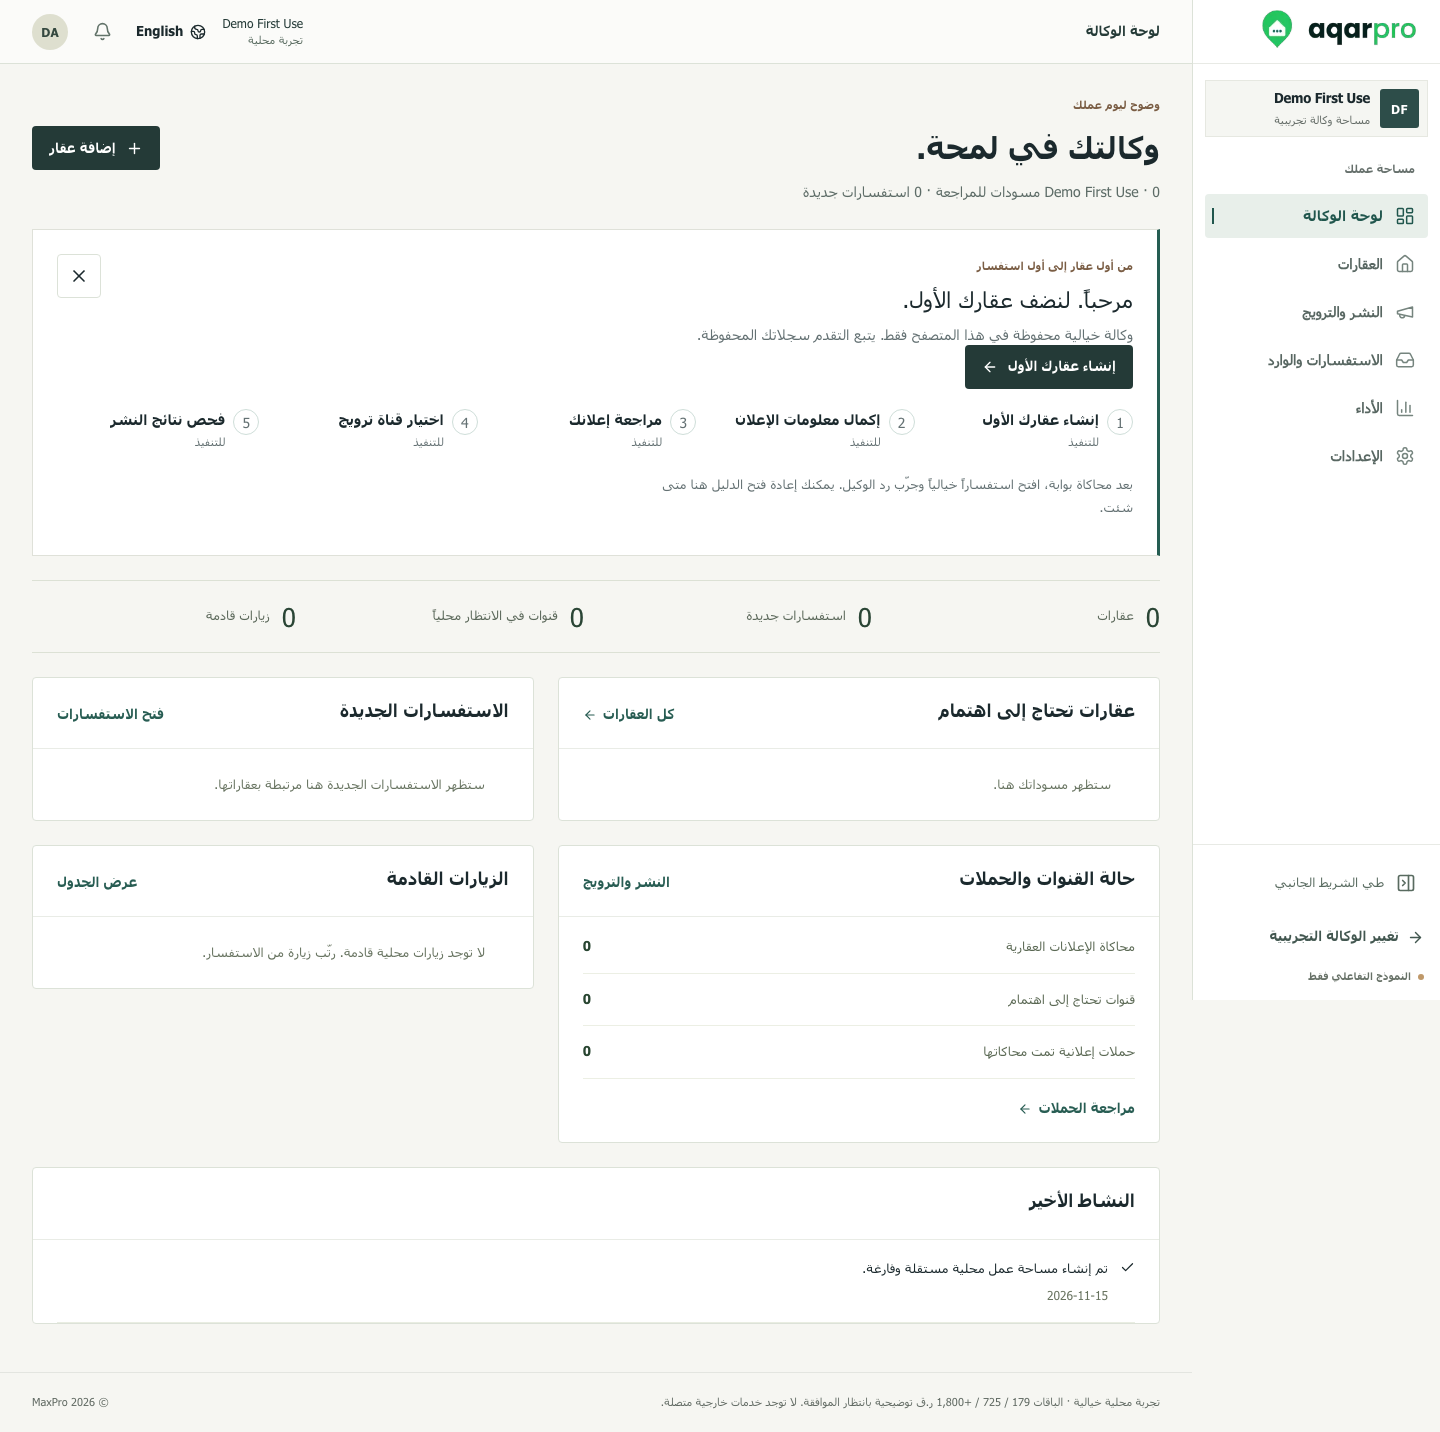 aqarpro
DF
Demo First Use
مساحة وكالة تجريبية
مساحة عملك
لوحة الوكالة
العقارات
النشر والترويج
الاستفسارات والوارد
الأداء
الإعدادات
طي الشريط الجانبي
تغيير الوكالة التجريبية
النموذج التفاعلي فقط
لوحة الوكالة
Demo First Use
تجربة محلية
English
DA
وضوح ليوم عملك
وكالتك في لمحة.
إضافة عقار
Demo First Use · 0 مسودات للمراجعة · 0 استفسارات جديدة
من أول عقار إلى أول استفسار
مرحباً. لنضف عقارك الأول.
وكالة خيالية محفوظة في هذا المتصفح فقط. يتبع التقدم سجلاتك المحفوظة.
إنشاء عقارك الأول
1 إنشاء عقارك الأول
للتنفيذ
2 إكمال معلومات الإعلان
للتنفيذ
3 مراجعة إعلانك
للتنفيذ
4 اختيار قناة ترويج
للتنفيذ
5 فحص نتائج النشر
للتنفيذ
بعد محاكاة بوابة، افتح استفساراً خيالياً وجرّب رد الوكيل. يمكنك إعادة فتح الدليل هنا متى
شئت.
0 عقارات
0 استفسارات جديدة
0 قنوات في الانتظار محلياً
0 زيارات قادمة
عقارات تحتاج إلى اهتمام
كل العقارات
ستظهر مسوداتك هنا.
الاستفسارات الجديدة
فتح الاستفسارات
ستظهر الاستفسارات الجديدة هنا مرتبطة بعقاراتها.
حالة القنوات والحملات
النشر والترويج
محاكاة الإعلانات العقارية 0
قنوات تحتاج إلى اهتمام 0
حملات إعلانية تمت محاكاتها 0
مراجعة الحملات
الزيارات القادمة
عرض الجدول
لا توجد زيارات محلية قادمة. رتّب زيارة من الاستفسار.
النشاط الأخير
تم إنشاء مساحة عمل محلية مستقلة وفارغة.
2026-11-15
تجربة محلية خيالية · الباقات 179 / 725 / 1,800+ ر.ق توضيحية بانتظار الموافقة. لا توجد خدمات خارجية متصلة.
© 2026 MaxPro